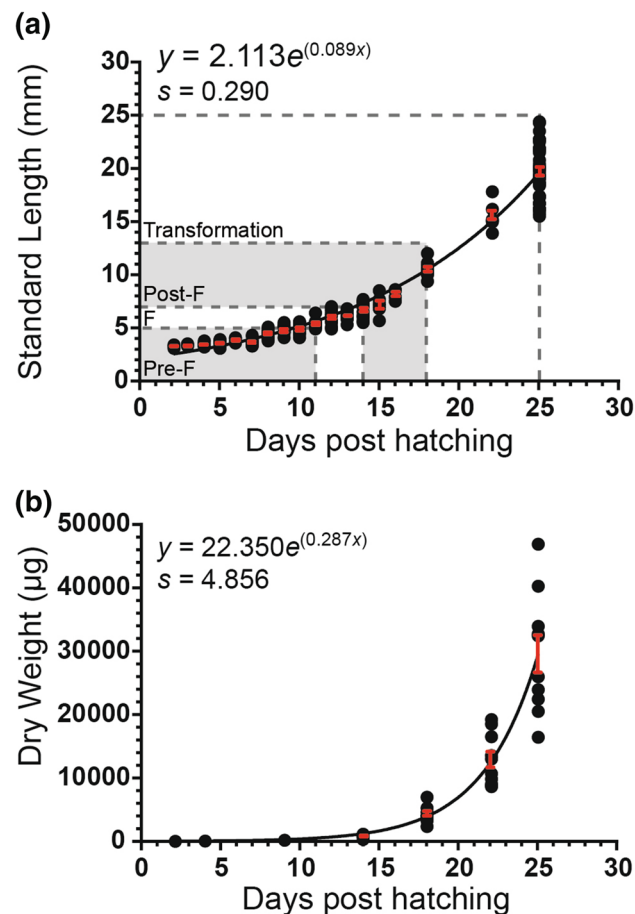 (a)
y = 2.113e^(0.089x)
s = 0.290
Standard Length (mm)
30
25
20
15
10
5
0
Transformation
Post-F
F
Pre-F
0 5 10 15 20 25 30
Days post hatching
(b)
y = 22.350e^(0.287x)
s = 4.856
Dry Weight (µg)
50000
40000
30000
20000
10000
0
0 5 10 15 20 25 30
Days post hatching